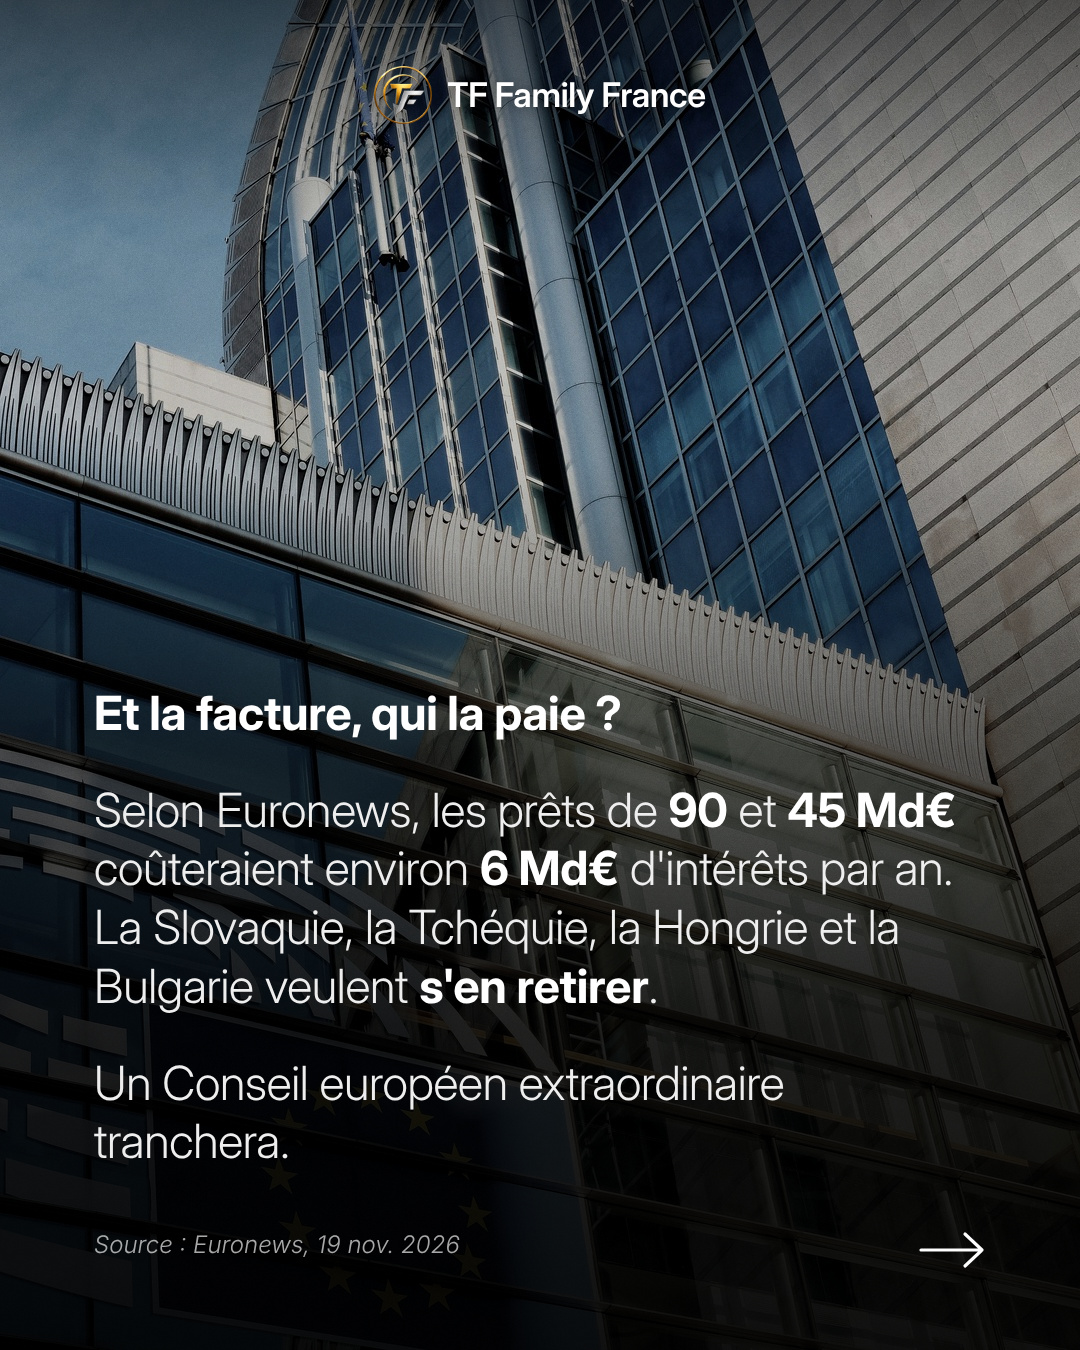 TF TF Family France
Et la facture, qui la paie ?
Selon Euronews, les prêts de 90 et 45 Md€
coûteraient environ 6 Md€ d'intérêts par an.
La Slovaquie, la Tchéquie, la Hongrie et la
Bulgarie veulent s'en retirer.
Un Conseil européen extraordinaire
tranchera.
Source : Euronews, 19 nov. 2026